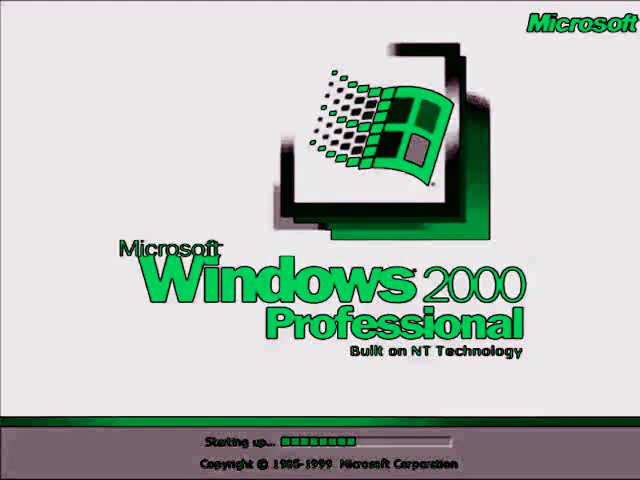 Microsoft
Microsoft
Windows 2000
Professional
Built on NT Technology
Starting up...
Copyright © 1985-1999 Microsoft Corporation